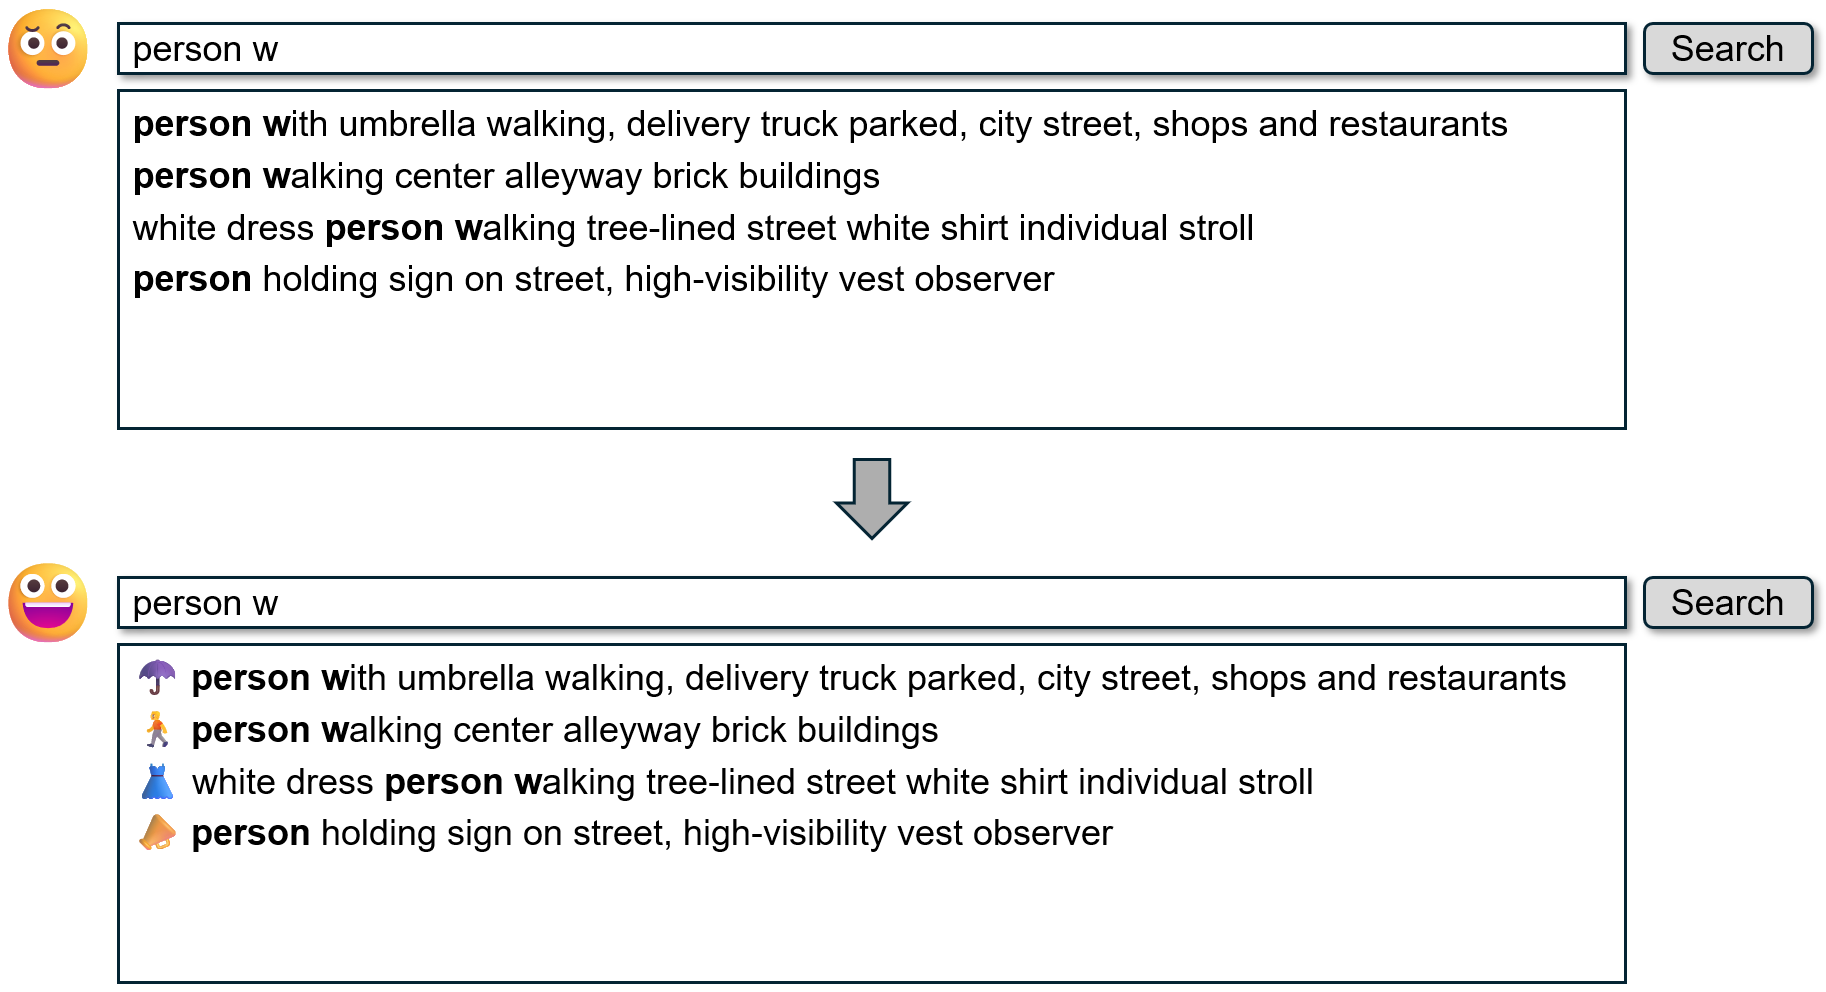 person w
Search
person with umbrella walking, delivery truck parked, city street, shops and restaurants
person walking center alleyway brick buildings
white dress person walking tree-lined street white shirt individual stroll
person holding sign on street, high-visibility vest observer
person w
Search
person with umbrella walking, delivery truck parked, city street, shops and restaurants
person walking center alleyway brick buildings
white dress person walking tree-lined street white shirt individual stroll
person holding sign on street, high-visibility vest observer